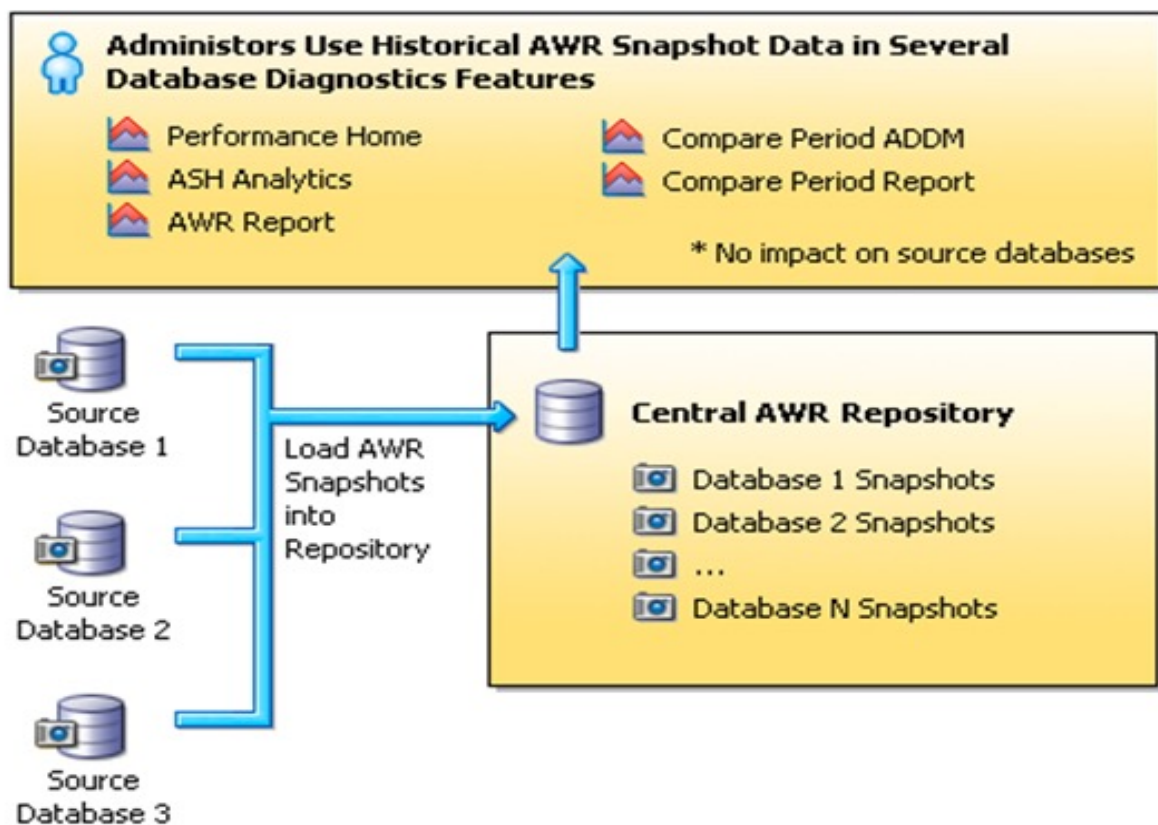 Administors Use Historical AWR Snapshot Data in Several
Database Diagnostics Features
Performance Home
ASH Analytics
AWR Report
Compare Period ADDM
Compare Period Report
* No impact on source databases
Source
Database 1
Source
Database 2
Source
Database 3
Load AWR
Snapshots
into
Repository
Central AWR Repository
Database 1 Snapshots
Database 2 Snapshots
...
Database N Snapshots